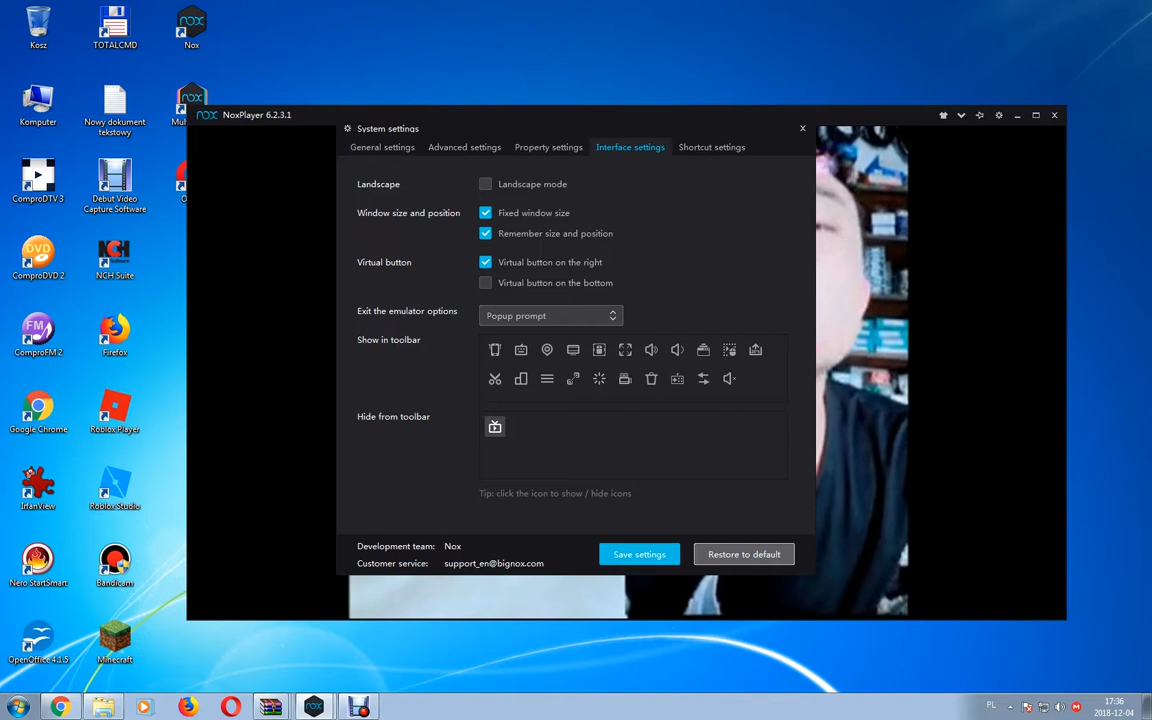 Kosz
TOTALCMD
nox
Nox
Komputer
Nowy dokument
tekstowy
nox NoxPlayer 6.2.3.1
System settings
General settings
Advanced settings
Property settings
Interface settings
Shortcut settings
Landscape
Landscape mode
Window size and position
Fixed window size
Remember size and position
Virtual button
Virtual button on the right
Virtual button on the bottom
Exit the emulator options
Popup prompt
Show in toolbar
Hide from toolbar
Tip: click the icon to show / hide icons
Development team: Nox
Customer service: support_en@bignox.com
Save settings
Restore to default
ComproDTV 3
Debut Video
Capture Software
DVD
ComproDVD 2
NCH Suite
FM
ComproFM 2
Firefox
Google Chrome
Roblox Player
IrfanView
Roblox Studio
Nero StartSmart
Bandicam
OpenOffice 4.1.5
Minecraft
nox
PL
17:36
2018-12-04